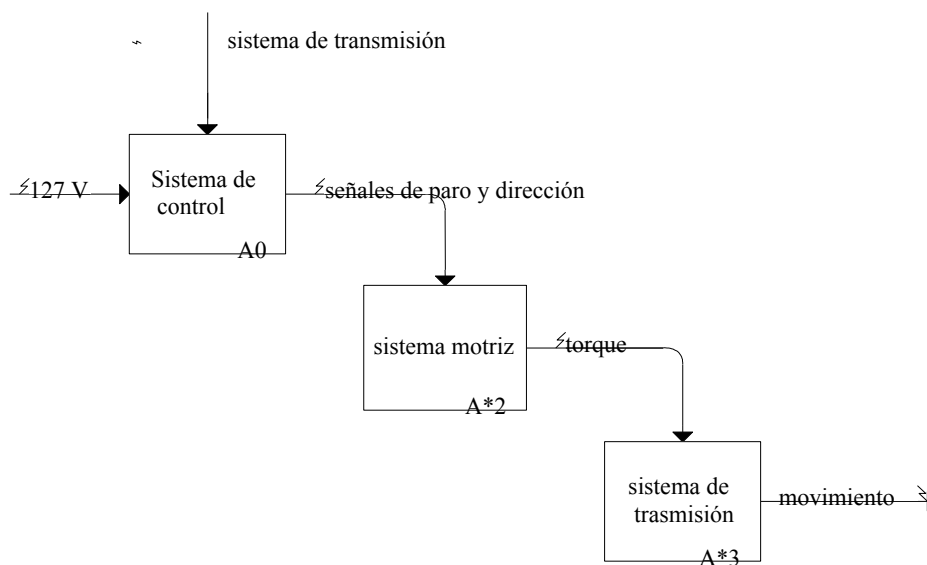 sistema de transmisión
127 V
Sistema de
control
A0
señales de paro y dirección
sistema motriz
A*2
torque
sistema de
trasmisión
A*3
movimiento